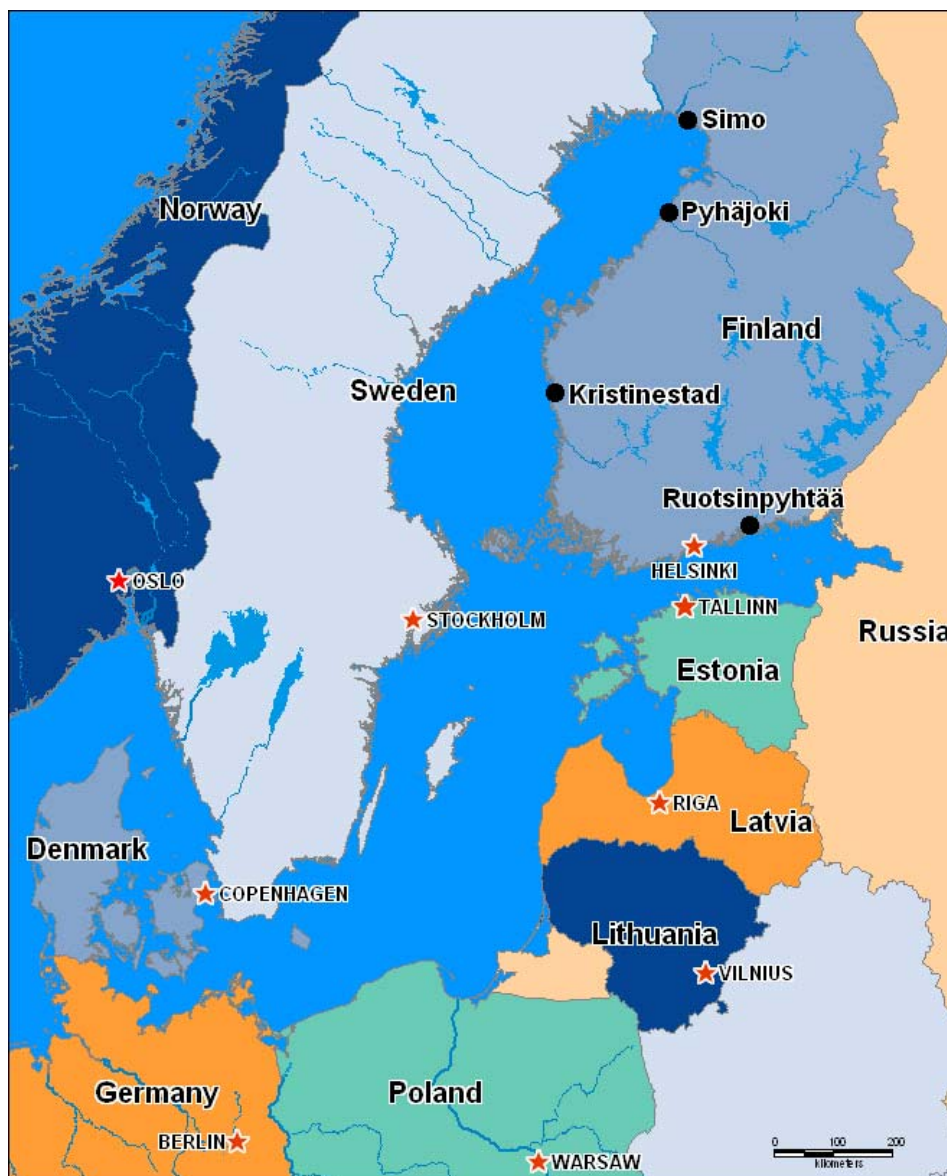 Simo
Norway
Pyhäjoki
Finland
Sweden
Kristinestad
Ruotsinpyhtää
HELSINKI
OSLO
TALLINN
STOCKHOLM
Russia
Estonia
RIGA
Latvia
Denmark
COPENHAGEN
Lithuania
VILNIUS
Germany
Poland
BERLIN
WARSAW
0 100 200
kilometers